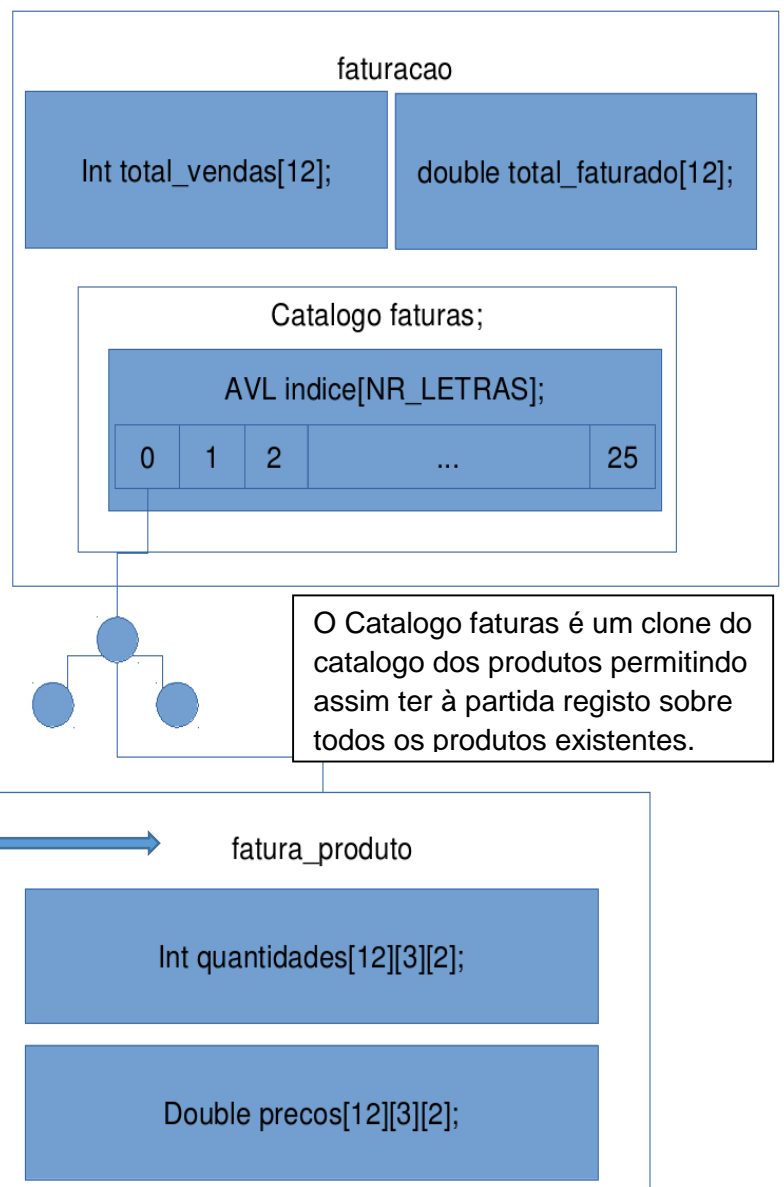 faturacao
Int total_vendas[12];
double total_faturado[12];
Catalogo faturas;
AVL indice[NR_LETRAS];
0 1 2 ... 25
O Catalogo faturas é um clone do
catalogo dos produtos permitindo
assim ter à partida registo sobre
todos os produtos existentes.
fatura_produto
Int quantidades[12][3][2];
Double precos[12][3][2];